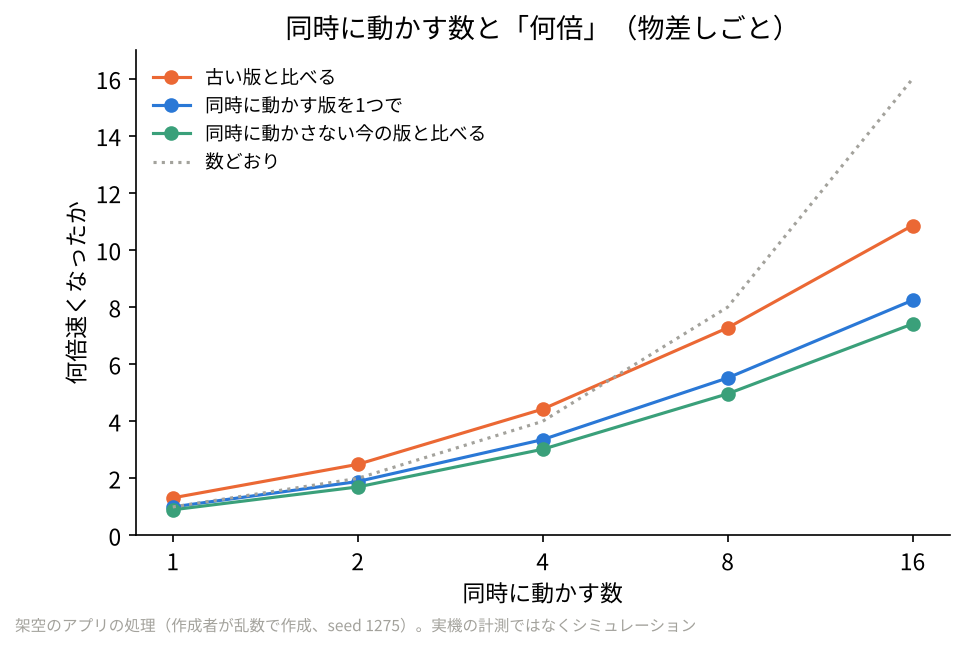 同時に動かす数と「何倍」（物差しごと）
何倍速くなったか
16
14
12
10
8
6
4
2
0
古い版と比べる
同時に動かす版を1つで
同時に動かさない今の版と比べる
数どおり
1 2 4 8 16
同時に動かす数
架空のアプリの処理（作成者が乱数で作成、seed 1275）。実機の計測ではなくシミュレーション